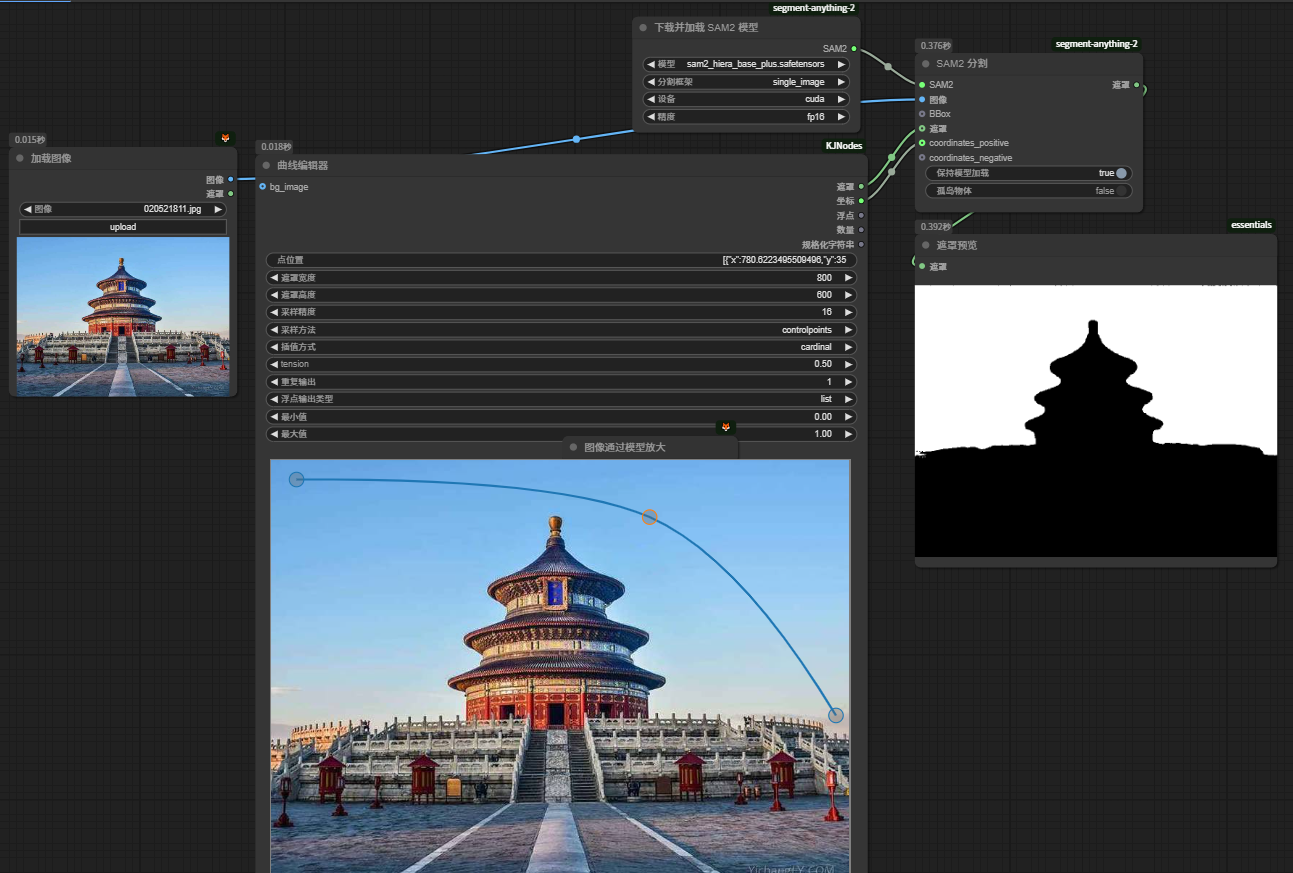 segment-anything-2
下载并加载 SAM2 模型
SAM2
模型 sam2_hiera_base_plus.safetensors
分割框架 single_image
设备 cuda
精度 fp16
0.376秒
segment-anything-2
SAM2 分割
SAM2 遮罩
图像
BBox
遮罩
coordinates_positive
coordinates_negative
保持模型加载 true
孤岛物体 false
0.015秒
加载图像
图像
遮罩
图像 020521811.jpg
upload
0.018秒
KJNodes
曲线编辑器
bg_image
遮罩
坐标
浮点
数量
规格化字符串
点位置 [{"x":780.6223495509496,"y":35
遮罩宽度 800
遮罩高度 600
采样精度 16
采样方法 controlpoints
插值方式 cardinal
tension 0.50
重复输出 1
浮点输出类型 list
最小值 0.00
最大值 1.00
图像通过模型放大
0.392秒
essentials
遮罩预览
遮罩